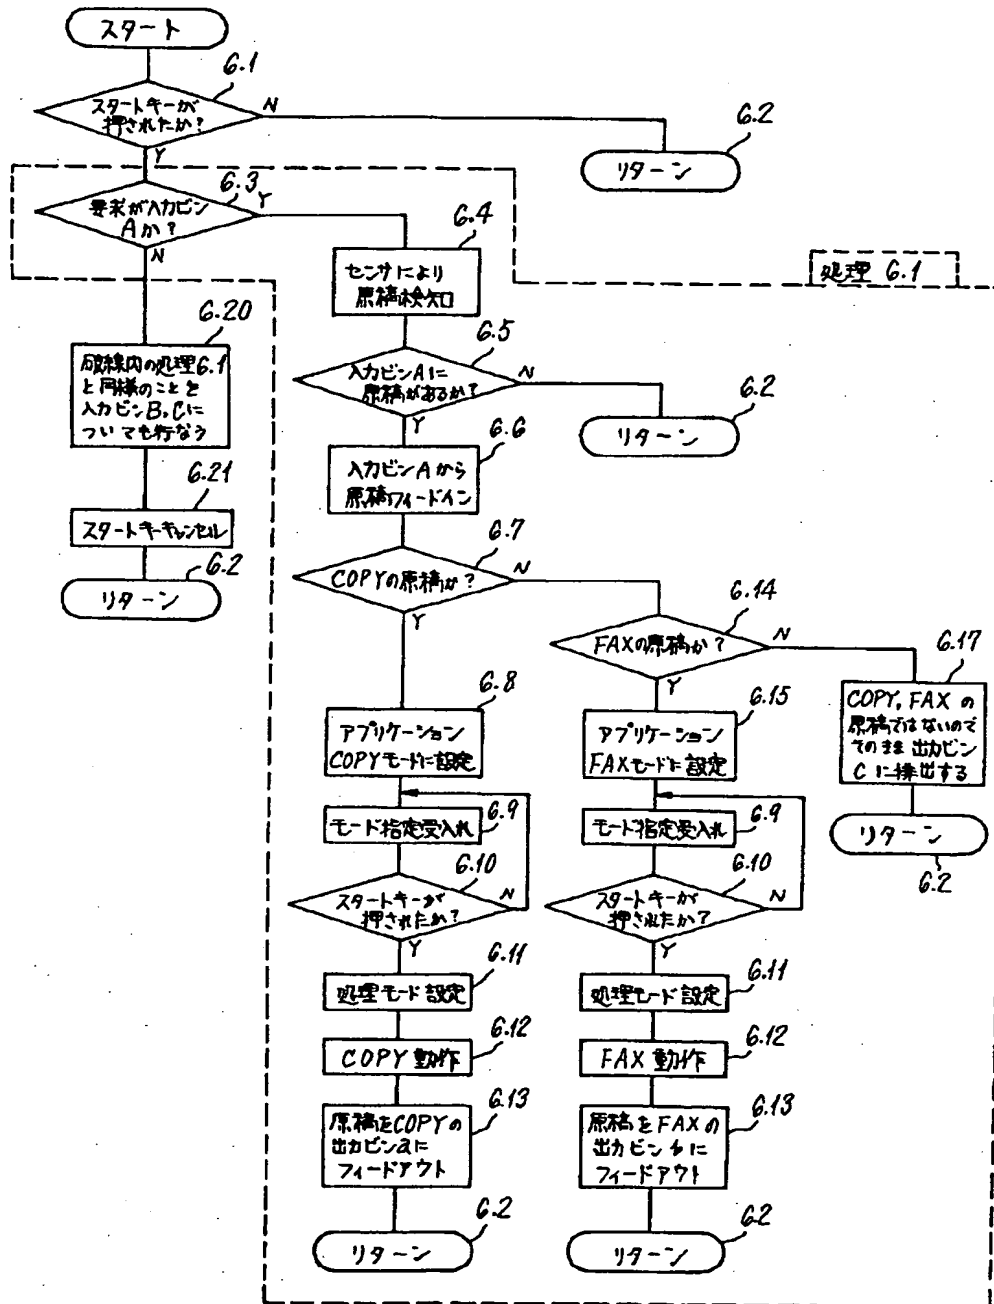 スタート
6.1
スタートキーが
押されたか?
N
Y
6.2
リターン
6.3
要求が入力ビン
Aか?
Y
N
処理 6.1
6.4
センサにより
原稿検知
6.20
破線内の処理6.1
と同様のことを
入力ビンB,Cに
ついても行なう
6.5
入力ビンAに
原稿があるか?
N
Y
6.2
リターン
6.6
入力ビンAから
原稿フィードイン
6.21
スタートキーキャンセル
6.2
リターン
6.7
COPYの原稿か?
N
Y
6.14
FAXの原稿か?
N
Y
6.17
COPY,FAXの
原稿ではないので
そのまま出力ビン
Cに排出する
リターン
6.2
6.8
アプリケーション
COPYモードに設定
6.9
モード指定受入れ
6.10
スタートキーが
押されたか?
N
Y
6.11
処理モード設定
6.12
COPY動作
6.13
原稿をCOPYの
出力ビンaに
フィードアウト
6.2
リターン
6.15
アプリケーション
FAXモードに設定
6.9
モード指定受入れ
6.10
スタートキーが
押されたか?
N
Y
6.11
処理モード設定
6.12
FAX動作
6.13
原稿をFAXの
出力ビンbに
フィードアウト
6.2
リターン